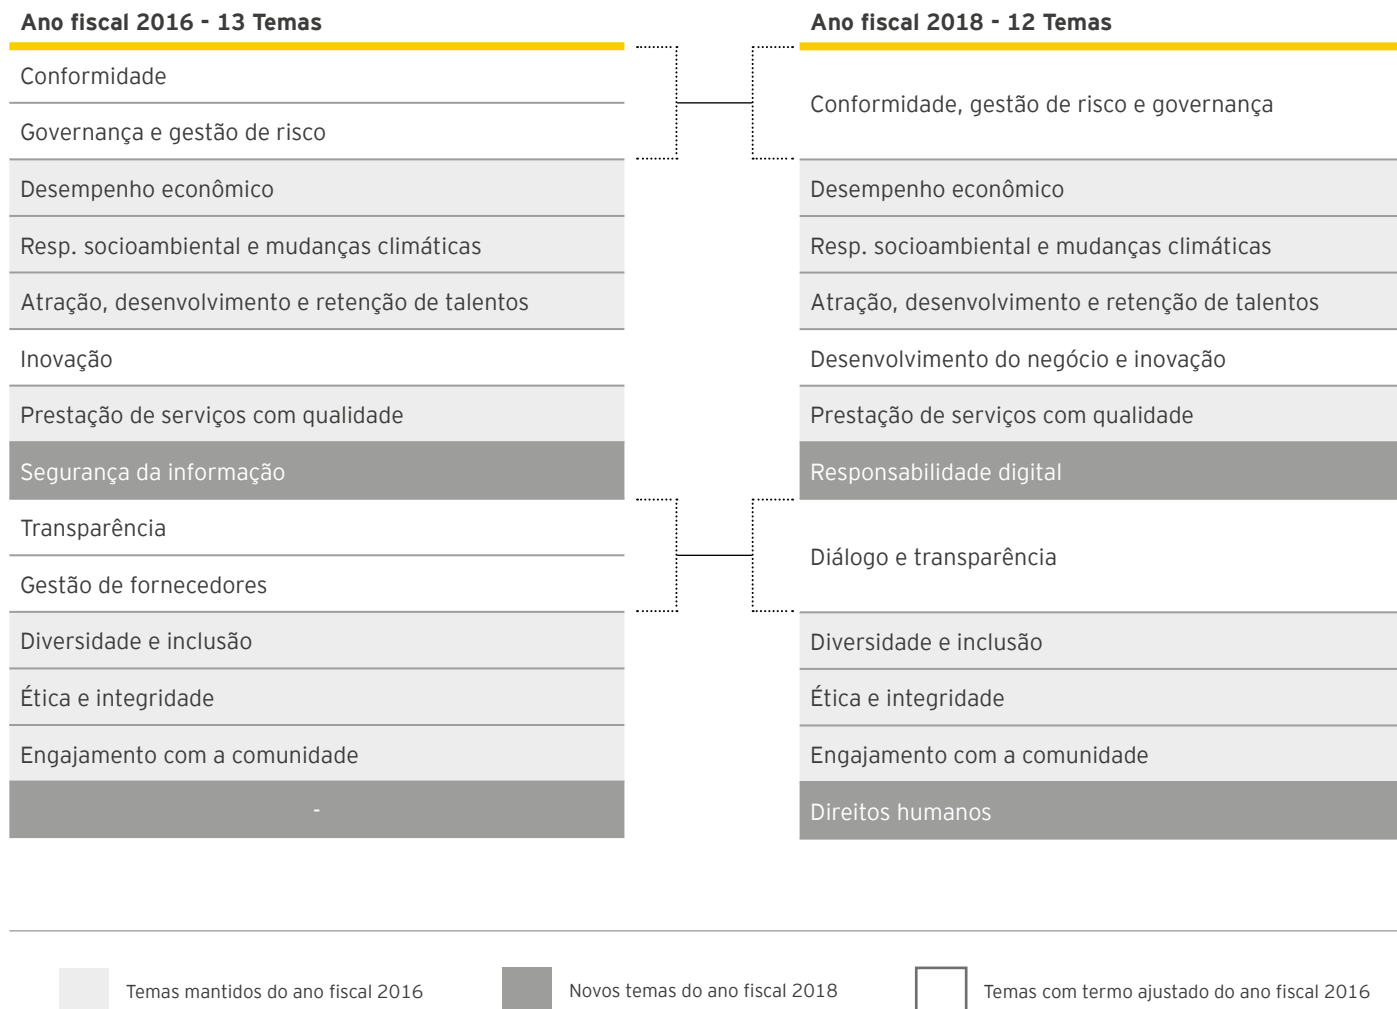 Ano fiscal 2016 - 13 Temas
Conformidade
Governança e gestão de risco
Desempenho econômico
Resp. socioambiental e mudanças climáticas
Atração, desenvolvimento e retenção de talentos
Inovação
Prestação de serviços com qualidade
Segurança da informação
Transparência
Gestão de fornecedores
Diversidade e inclusão
Ética e integridade
Engajamento com a comunidade
-
Ano fiscal 2018 - 12 Temas
Conformidade, gestão de risco e governança
Desempenho econômico
Resp. socioambiental e mudanças climáticas
Atração, desenvolvimento e retenção de talentos
Desenvolvimento do negócio e inovação
Prestação de serviços com qualidade
Responsabilidade digital
Diálogo e transparência
Diversidade e inclusão
Ética e integridade
Engajamento com a comunidade
Direitos humanos
Temas mantidos do ano fiscal 2016
Novos temas do ano fiscal 2018
Temas com termo ajustado do ano fiscal 2016